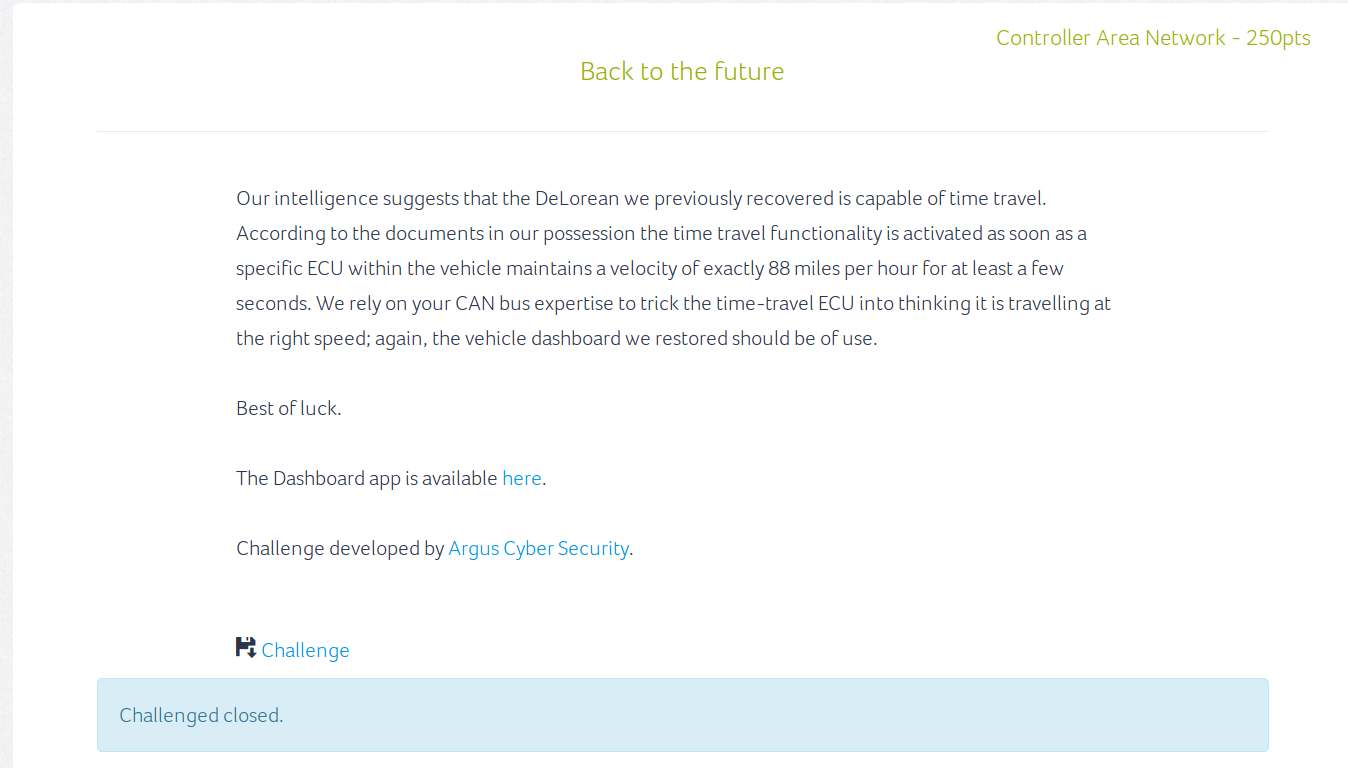 Controller Area Network - 250pts
Back to the future
Our intelligence suggests that the DeLorean we previously recovered is capable of time travel.
According to the documents in our possession the time travel functionality is activated as soon as a
specific ECU within the vehicle maintains a velocity of exactly 88 miles per hour for at least a few
seconds. We rely on your CAN bus expertise to trick the time-travel ECU into thinking it is travelling at
the right speed; again, the vehicle dashboard we restored should be of use.
Best of luck.
The Dashboard app is available here.
Challenge developed by Argus Cyber Security.
Challenge
Challenged closed.